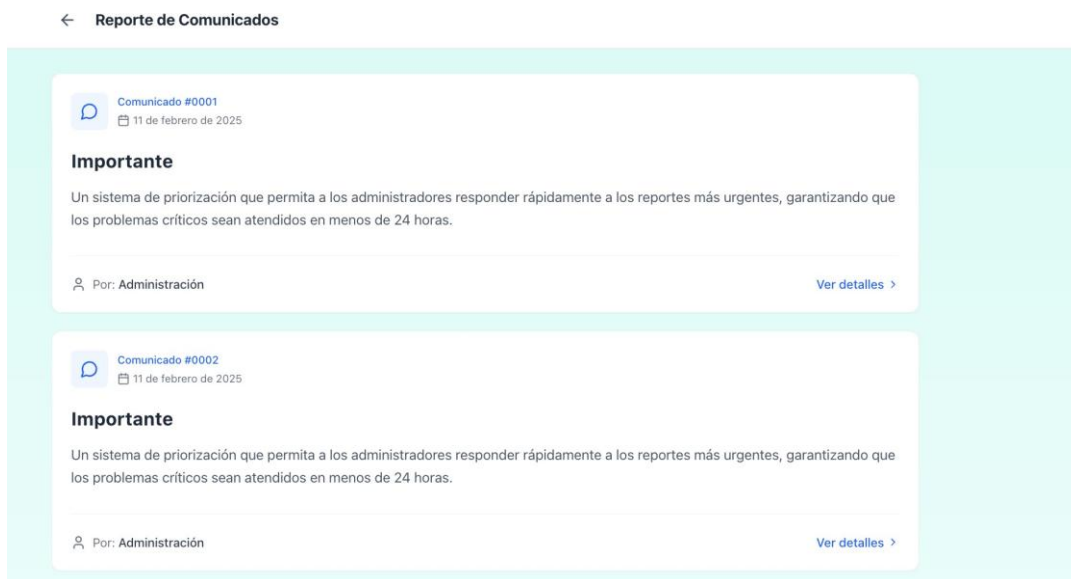 Reporte de Comunicados
Comunicado #0001
11 de febrero de 2025
Importante
Un sistema de priorización que permita a los administradores responder rápidamente a los reportes más urgentes, garantizando que
los problemas críticos sean atendidos en menos de 24 horas.
Por: Administración
Ver detalles
Comunicado #0002
11 de febrero de 2025
Importante
Un sistema de priorización que permita a los administradores responder rápidamente a los reportes más urgentes, garantizando que
los problemas críticos sean atendidos en menos de 24 horas.
Por: Administración
Ver detalles